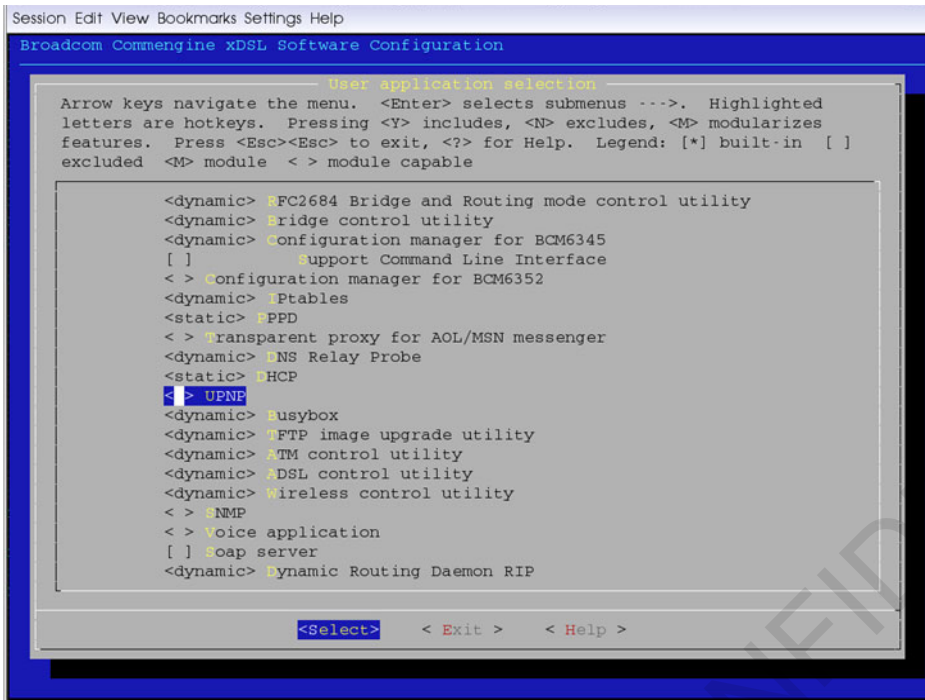 Session Edit View Bookmarks Settings Help
Broadcom Commengine xDSL Software Configuration
User application selection
Arrow keys navigate the menu. <Enter> selects submenus --->. Highlighted
letters are hotkeys. Pressing <Y> includes, <N> excludes, <M> modularizes
features. Press <Esc><Esc> to exit, <?> for Help. Legend: [*] built-in [ ]
excluded <M> module < > module capable
<dynamic> RFC2684 Bridge and Routing mode control utility
<dynamic> Bridge control utility
<dynamic> Configuration manager for BCM6345
[ ] Support Command Line Interface
< > Configuration manager for BCM6352
<dynamic> IPtables
<static> PPPD
< > Transparent proxy for AOL/MSN messenger
<dynamic> DNS Relay Probe
<static> DHCP
< > UPNP
<dynamic> Busybox
<dynamic> TFTP image upgrade utility
<dynamic> ATM control utility
<dynamic> ADSL control utility
<dynamic> Wireless control utility
< > SNMP
< > Voice application
[ ] Soap server
<dynamic> Dynamic Routing Daemon RIP
<Select> < Exit > < Help >